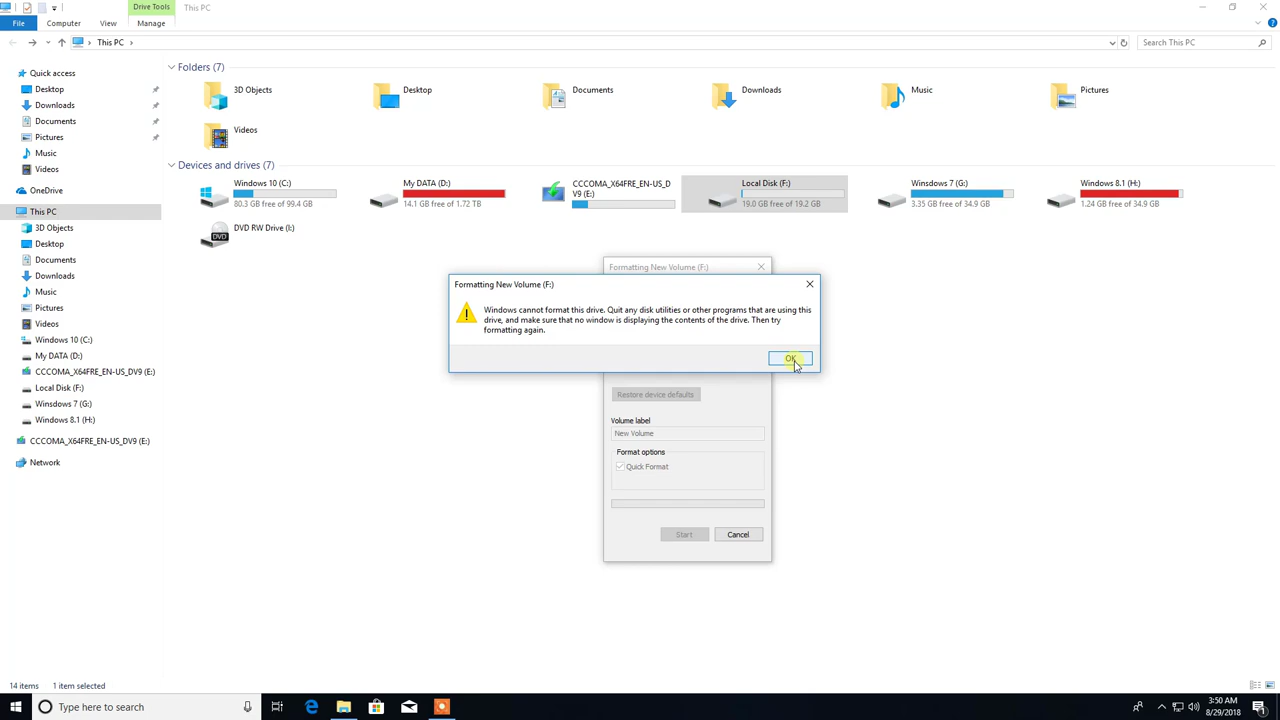 Drive Tools
This PC
File
Computer
View
Manage
This PC
Search This PC
Quick access
Desktop
Downloads
Documents
Pictures
Music
Videos
OneDrive
This PC
3D Objects
Desktop
Documents
Downloads
Music
Pictures
Videos
Windows 10 (C:)
My DATA (D:)
CCCOMA_X64FRE_EN-US_DV9 (E:)
Local Disk (F:)
Winsdows 7 (G:)
Windows 8.1 (H:)
CCCOMA_X64FRE_EN-US_DV9 (E:)
Network
Folders (7)
3D Objects
Desktop
Documents
Downloads
Music
Pictures
Videos
Devices and drives (7)
Windows 10 (C:)
80.3 GB free of 99.4 GB
My DATA (D:)
14.1 GB free of 1.72 TB
CCCOMA_X64FRE_EN-US_D
V9 (E:)
Local Disk (F:)
19.0 GB free of 19.2 GB
Winsdows 7 (G:)
3.35 GB free of 34.9 GB
Windows 8.1 (H:)
1.24 GB free of 34.9 GB
DVD
DVD RW Drive (I:)
Formatting New Volume (F:)
Formatting New Volume (F:)
Windows cannot format this drive. Quit any disk utilities or other programs that are using this
drive, and make sure that no window is displaying the contents of the drive. Then try
formatting again.
OK
Restore device defaults
Volume label
New Volume
Format options
Quick Format
Start
Cancel
14 items
1 item selected
Type here to search
3:50 AM
8/29/2018